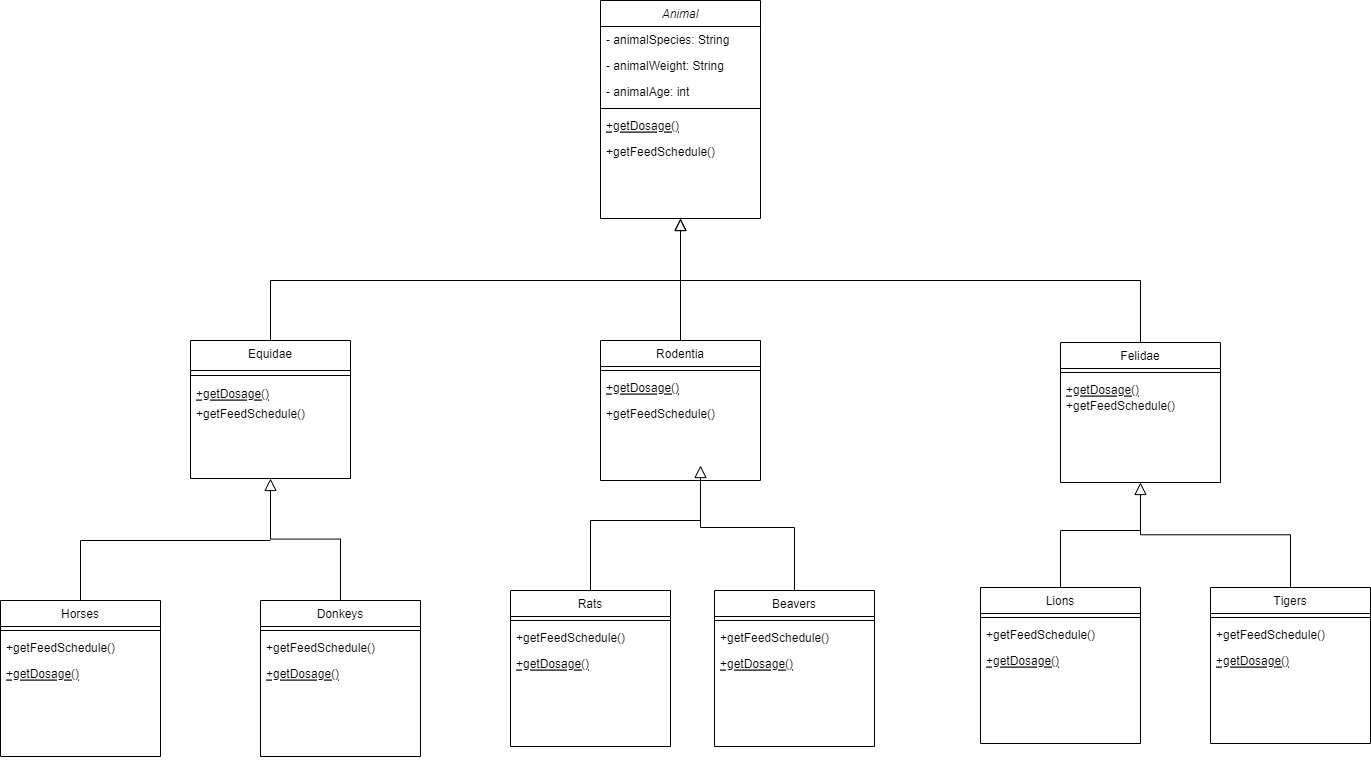 Animal
- animalSpecies: String
- animalWeight: String
- animalAge: int
+getDosage()
+getFeedSchedule()
Equidae
+getDosage()
+getFeedSchedule()
Rodentia
+getDosage()
+getFeedSchedule()
Felidae
+getDosage()
+getFeedSchedule()
Horses
+getFeedSchedule()
+getDosage()
Donkeys
+getFeedSchedule()
+getDosage()
Rats
+getFeedSchedule()
+getDosage()
Beavers
+getFeedSchedule()
+getDosage()
Lions
+getFeedSchedule()
+getDosage()
Tigers
+getFeedSchedule()
+getDosage()